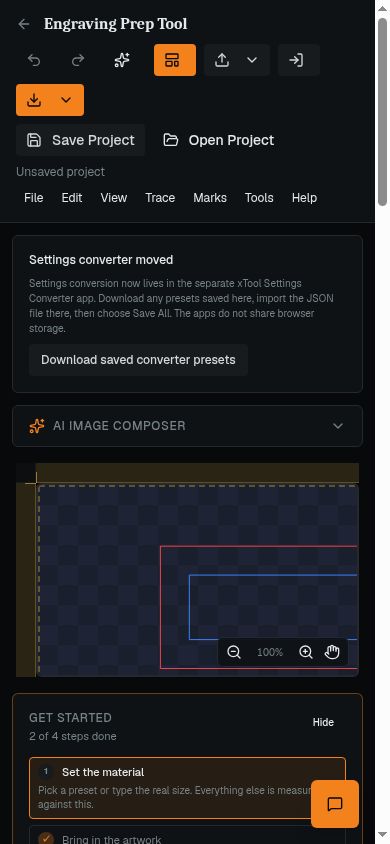 Engraving Prep Tool
Save Project
Open Project
Unsaved project
File Edit View Trace Marks Tools Help
Settings converter moved
Settings conversion now lives in the separate xTool Settings
Converter app. Download any presets saved here, import the JSON
file there, then choose Save All. The apps do not share browser
storage.
Download saved converter presets
AI IMAGE COMPOSER
100%
GET STARTED
Hide
2 of 4 steps done
1 Set the material
Pick a preset or type the real size. Everything else is
against this.
Bring in the artwork